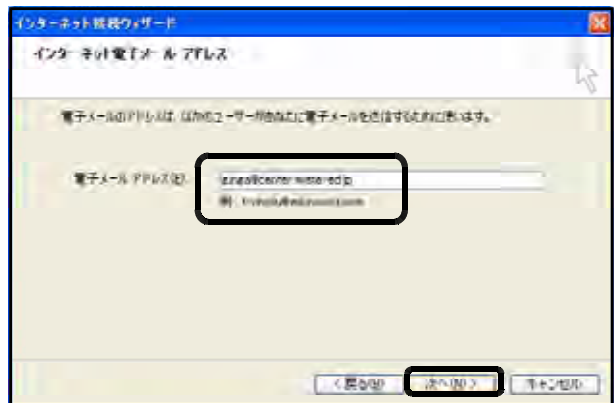 インターネット接続ウィザード
インターネット電子メール アドレス
電子メールのアドレスは、ほかのユーザーがあなたに電子メールを送信するために使います。
電子メール アドレス(E):
例:
< 戻る(B)
次へ(N) >
キャンセル